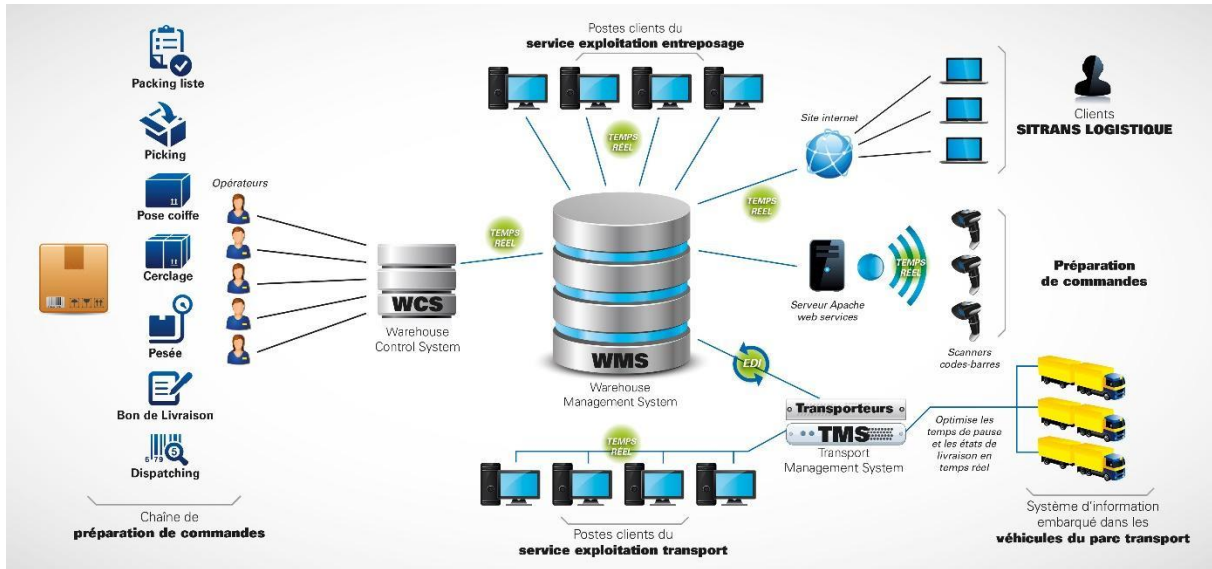 Packing liste
Picking
Pose coiffe
Cerclage
Pesée
Bon de Livraison
5 6 79
Dispatching
Chaîne de
préparation de commandes
Opérateurs
WCS
Warehouse
Control System
TEMPS
RÉEL
Postes clients du
service exploitation entreposage
TEMPS
RÉEL
WMS
Warehouse
Management System
TEMPS
RÉEL
Site internet
Clients
SITRANS LOGISTIQUE
Serveur Apache
web services
TEMPS
RÉEL
Scanners
codes-barres
Préparation
de commandes
EDI
Transporteurs
TMS
Transport
Management System
TEMPS
RÉEL
Postes clients du
service exploitation transport
Optimise les
temps de pause
et les états de
livraison en
temps réel
Système d'information
embarqué dans les
véhicules du parc transport